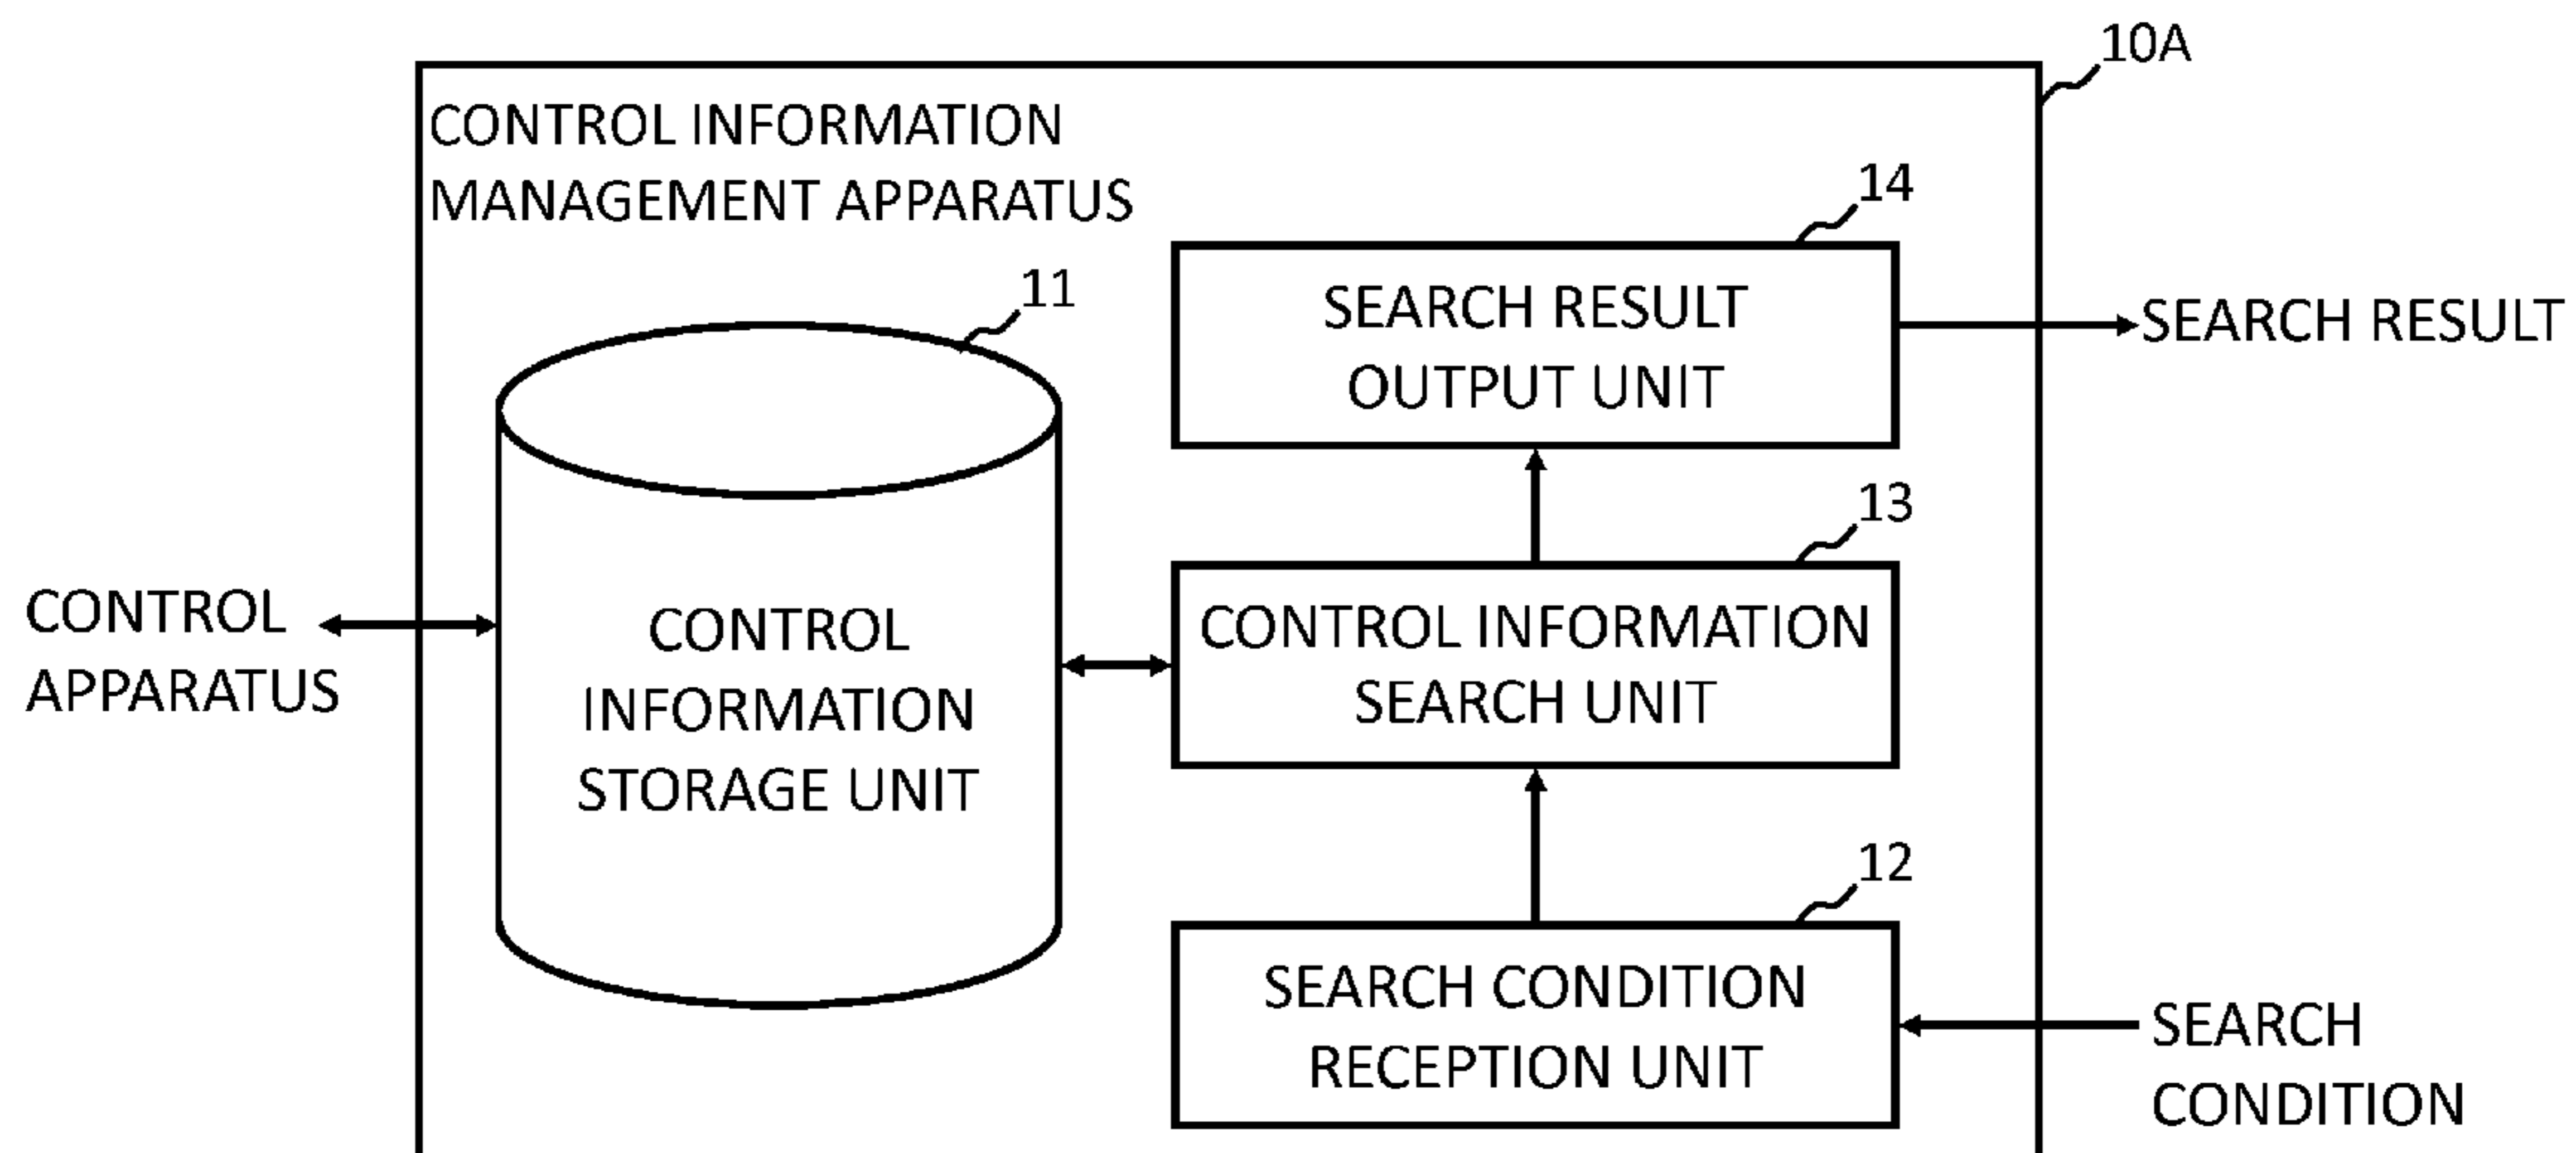 10A
CONTROL INFORMATION
MANAGEMENT APPARATUS
14
SEARCH RESULT
OUTPUT UNIT
SEARCH RESULT
11
CONTROL
INFORMATION
STORAGE UNIT
13
CONTROL INFORMATION
SEARCH UNIT
CONTROL
APPARATUS
12
SEARCH CONDITION
RECEPTION UNIT
SEARCH
CONDITION